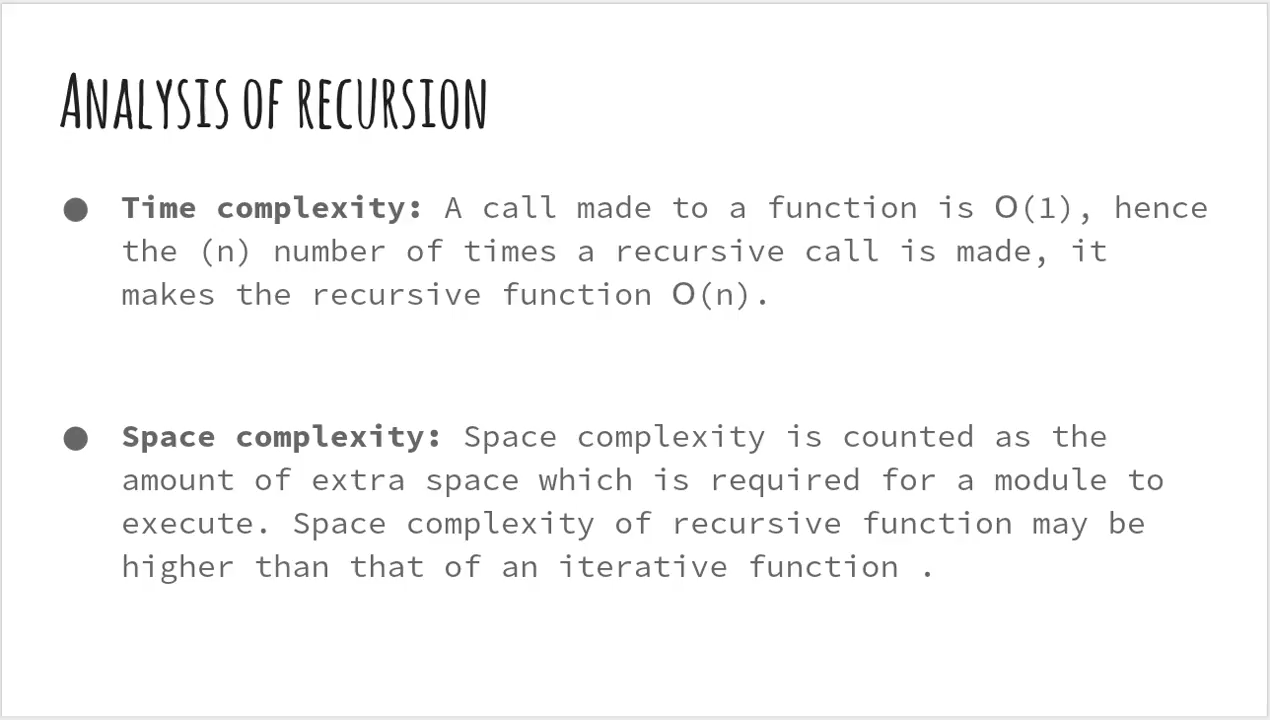 Analysis of recursion
● Time complexity: A call made to a function is O(1), hence
the (n) number of times a recursive call is made, it
makes the recursive function O(n).
● Space complexity: Space complexity is counted as the
amount of extra space which is required for a module to
execute. Space complexity of recursive function may be
higher than that of an iterative function .